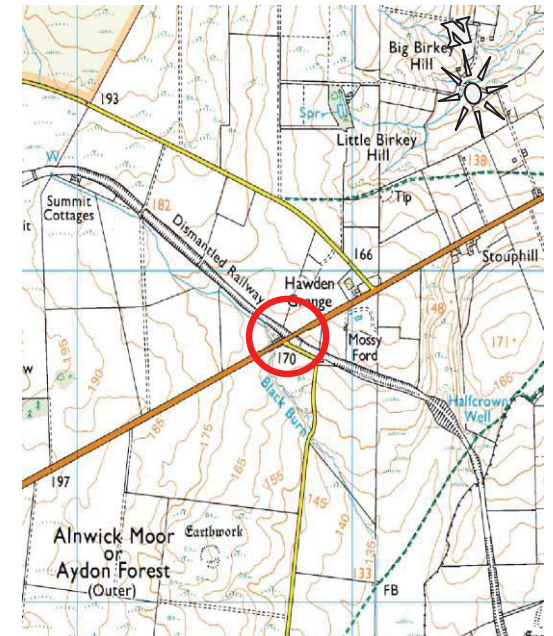 Big Birkey
Hill
193
Spr
Little Birkey
Hill
138
W
Summit
Cottages
182
Dismantled Railway
Tip
166
Stouphill
Hawden
Grange
148
171
170
Mossy
Ford
195
190
185
175
165
165
Black Burn
Halfcrown
Well
155
197
145
140
Alnwick Moor
or
Aydon Forest
(Outer)
Earthwork
135
133
FB